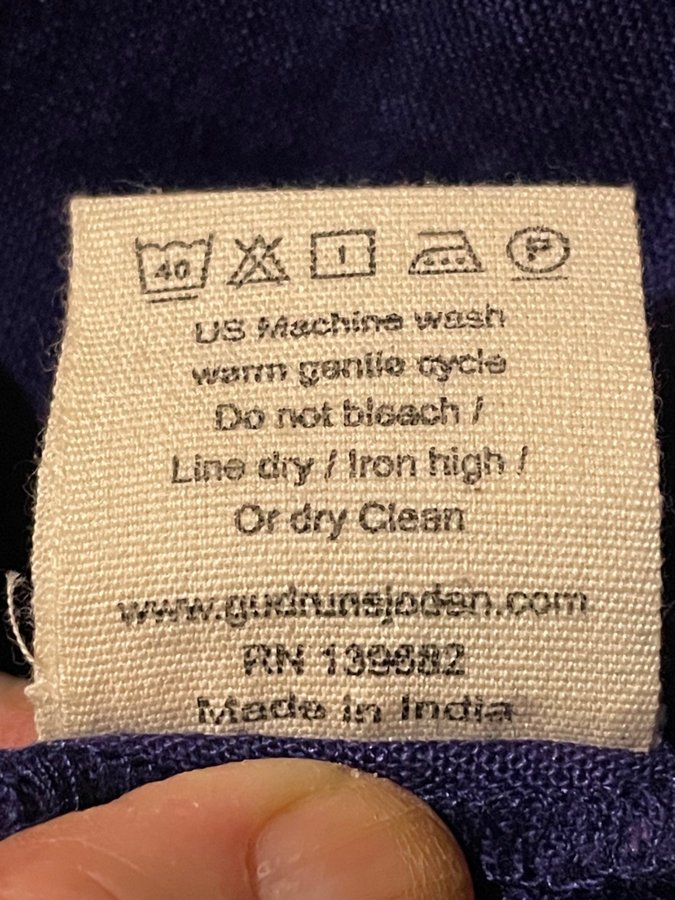 40 P
US Machine wash
warm gentle cycle
Do not bleach /
Line dry / Iron high /
Or dry Clean
www.gudrunsjoden.com
RN 139682
Made in India